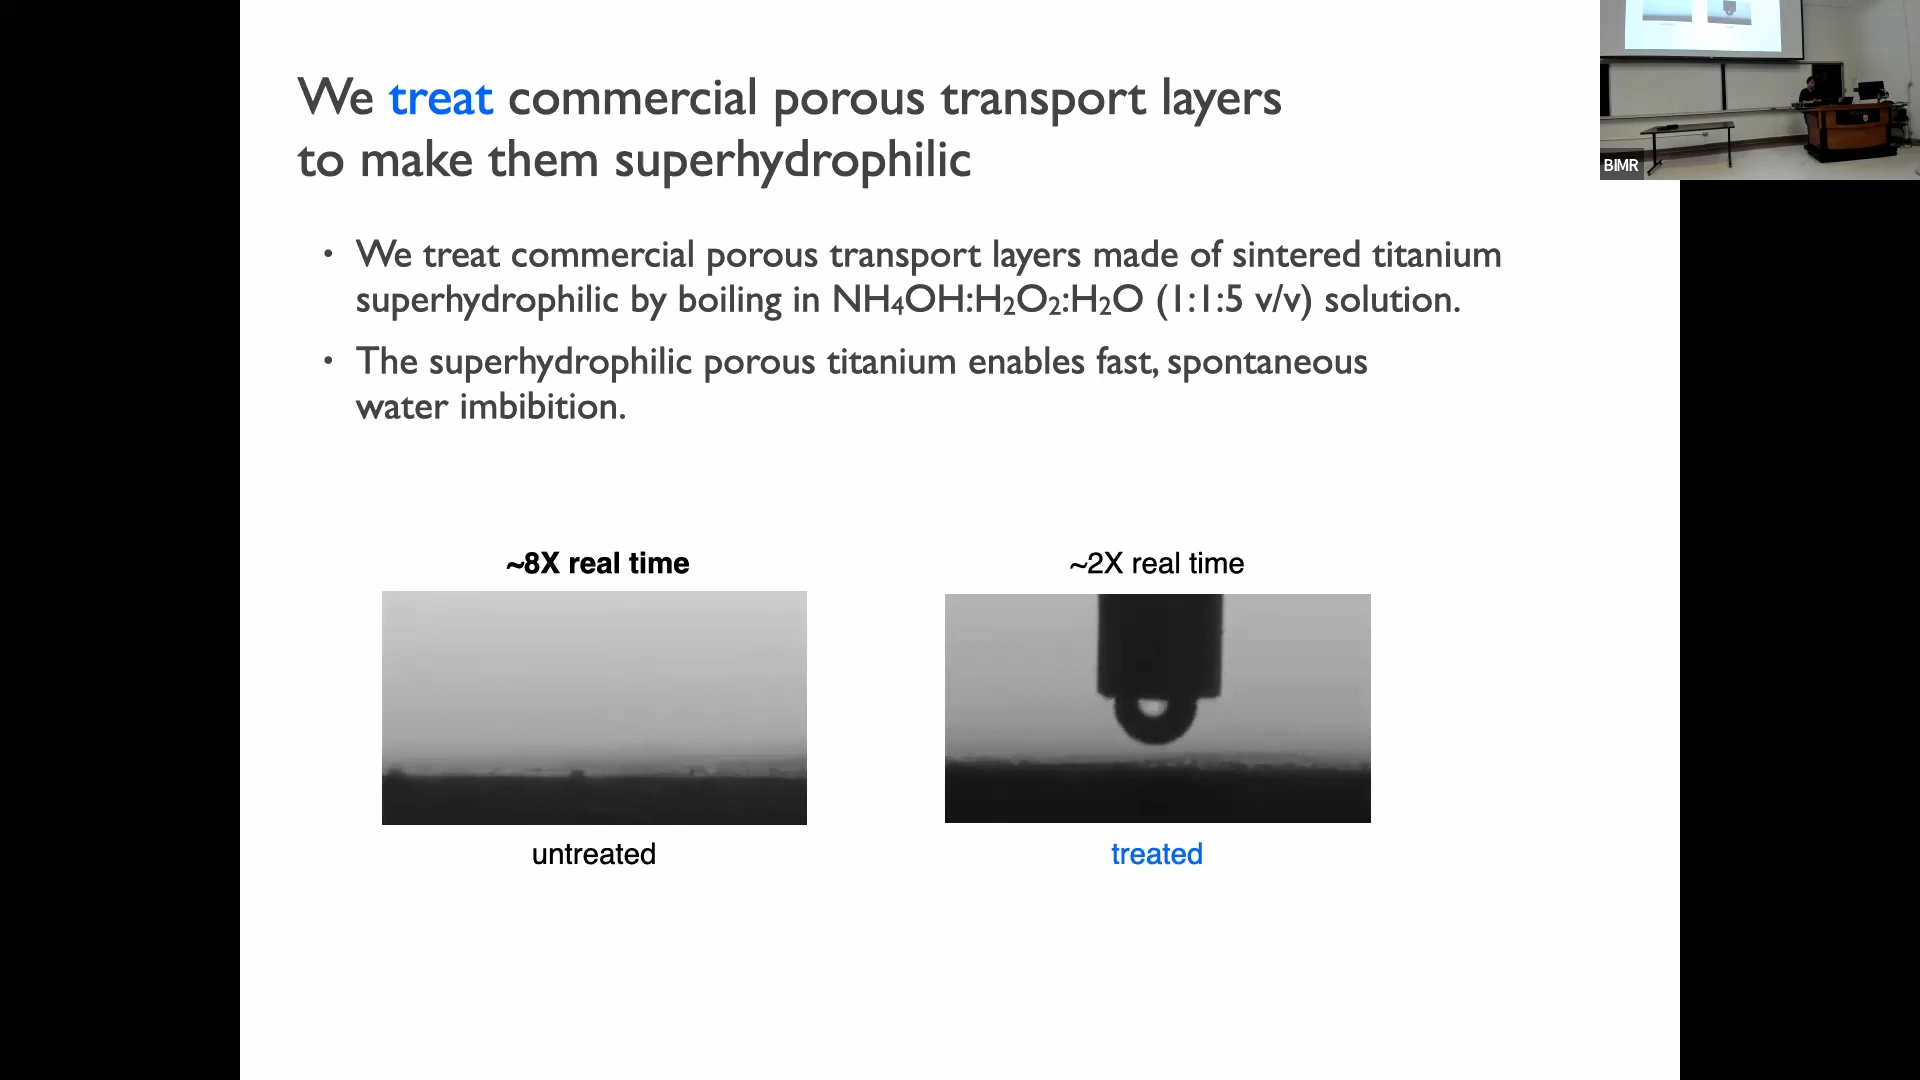 We treat commercial porous transport layers
to make them superhydrophilic
• We treat commercial porous transport layers made of sintered titanium
superhydrophilic by boiling in NH₄OH:H₂O₂:H₂O (1:1:5 v/v) solution.
• The superhydrophilic porous titanium enables fast, spontaneous
water imbibition.
~8X real time
~2X real time
untreated
treated
BIMR